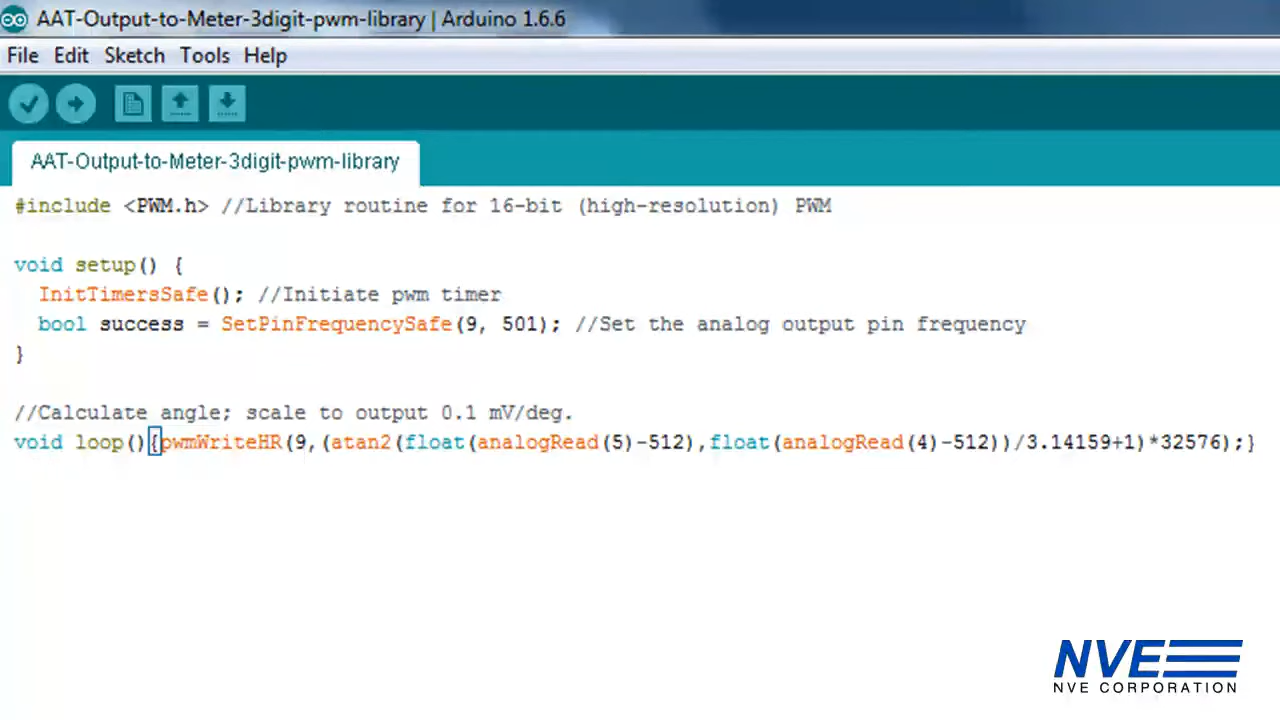 AAT-Output-to-Meter-3digit-pwm-library | Arduino 1.6.6
File Edit Sketch Tools Help
AAT-Output-to-Meter-3digit-pwm-library
#include <PWM.h> //Library routine for 16-bit (high-resolution) PWM
void setup() {
InitTimersSafe(); //Initiate pwm timer
bool success = SetPinFrequencySafe(9, 501); //Set the analog output pin frequency
}
//Calculate angle; scale to output 0.1 mV/deg.
void loop(){pwmWriteHR(9,(atan2(float(analogRead(5)-512),float(analogRead(4)-512))/3.14159+1)*32576);}
NVE
NVE CORPORATION